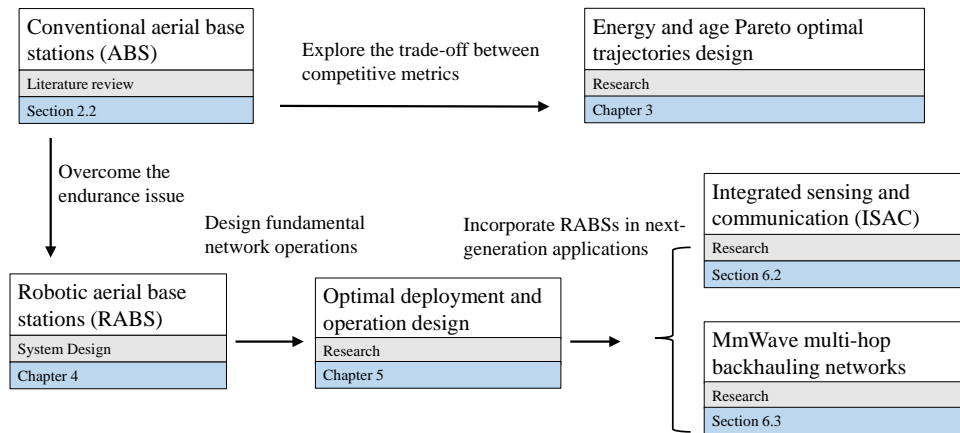 Conventional aerial base
stations (ABS)
Literature review
Section 2.2
Explore the trade-off between
competitive metrics
Energy and age Pareto optimal
trajectories design
Research
Chapter 3
Overcome the
endurance issue
Design fundamental
network operations
Incorporate RABSs in next-
generation applications
Integrated sensing and
communication (ISAC)
Research
Section 6.2
Robotic aerial base
stations (RABS)
System Design
Chapter 4
Optimal deployment and
operation design
Research
Chapter 5
MmWave multi-hop
backhauling networks
Research
Section 6.3